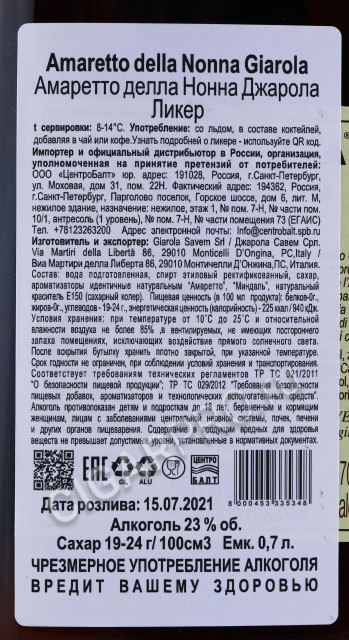 Amaretto della Nonna Giarola
Амаретто делла Нонна Джарола
Ликер
t сервировки: 8-14°С. Употребление: со льдом, в составе коктейлей,
добавляя в чай или кофе.Узнать подробней о ликере - используйте QR код.
Импортер и официальный дистрибьютор в России, организация,
уполномоченная на принятие претензий от потребителей:
ООО «ЦентроБалт» юр. адрес: 191028, Россия, г.Санкт-Петербург,
ул. Моховая, дом 31, пом. 22Н. Фактический адрес: 194362, Россия,
г.Санкт-Петербург, Парголово поселок, Горское шоссе, дом 6, лит. М,
нежилое здание, назначение: нежилое, этаж 1, № пом. 7-Н, № части пом.
10/1, антресоль (1 уровень), № пом. 7-Н, № части помещения 73 (ЕГАИС)
Тел. +78123263200 Адрес электронной почты: info@centrobalt.spb.ru
Изготовитель и экспортер: Giarola Savem Srl / Джарола Савем Срл.
Via Martiri della Libertà 86, 29010 Monticelli D'Ongina, PC,Italy /
Виа Мартири делла Либерта 86, 29010 Монтичелли Д'Онжина,ПС, Италия.
Состав: вода подготовленная, спирт этиловый ректификованный, сахар,
ароматизаторы идентичные натуральным "Амаретто", "Миндаль", натуральный
краситель Е150 (сахарный колер). Пищевая ценность (в 100 мл продукта): белков-0г.,
жиров-0г., углеводов - 19-24 г., энергетическая ценность (калорийность) - 225 ккал / 940 кДж.
Условия хранения: при температуре от 10°С до 25°С и относительной
влажности воздуха не более 85% ,в вентилируемых, не имеющих постороннего
запаха помещениях, исключающих воздействие прямого солнечного света.
После вскрытия бутылку хранить плотно закрытой, при указанной температуре.
Срок годности не ограничен, при соблюдении условий хранения и транспортировки.
Соответствует требованиям технических регламентов ТР ТС 021/2011
"О безопасности пищевой продукции"; ТР ТС 029/2012 "Требования безопасности
пищевых добавок, ароматизаторов и технологических вспомогательных средств".
Алкоголь противопоказан детям и подросткам до 18 лет, беременным и кормящим
женщинам, лицам с заболеваниями центральной нервной системы, почек, печени
и других органов пищеварения. Содержание в продукции вредных для здоровья
веществ не превышает допустимые уровни, установленные в нормативных документах.
EAC GL ALU ЦЕНТРО БАЛТ
8 000453 335348
Дата розлива: 15.07.2021
Алкоголь 23 % об.
Сахар 19-24 г/ 100см3 Емк. 0,7 л.
ЧРЕЗМЕРНОЕ УПОТРЕБЛЕНИЕ АЛКОГОЛЯ
ВРЕДИТ ВАШЕМУ ЗДОРОВЬЮ